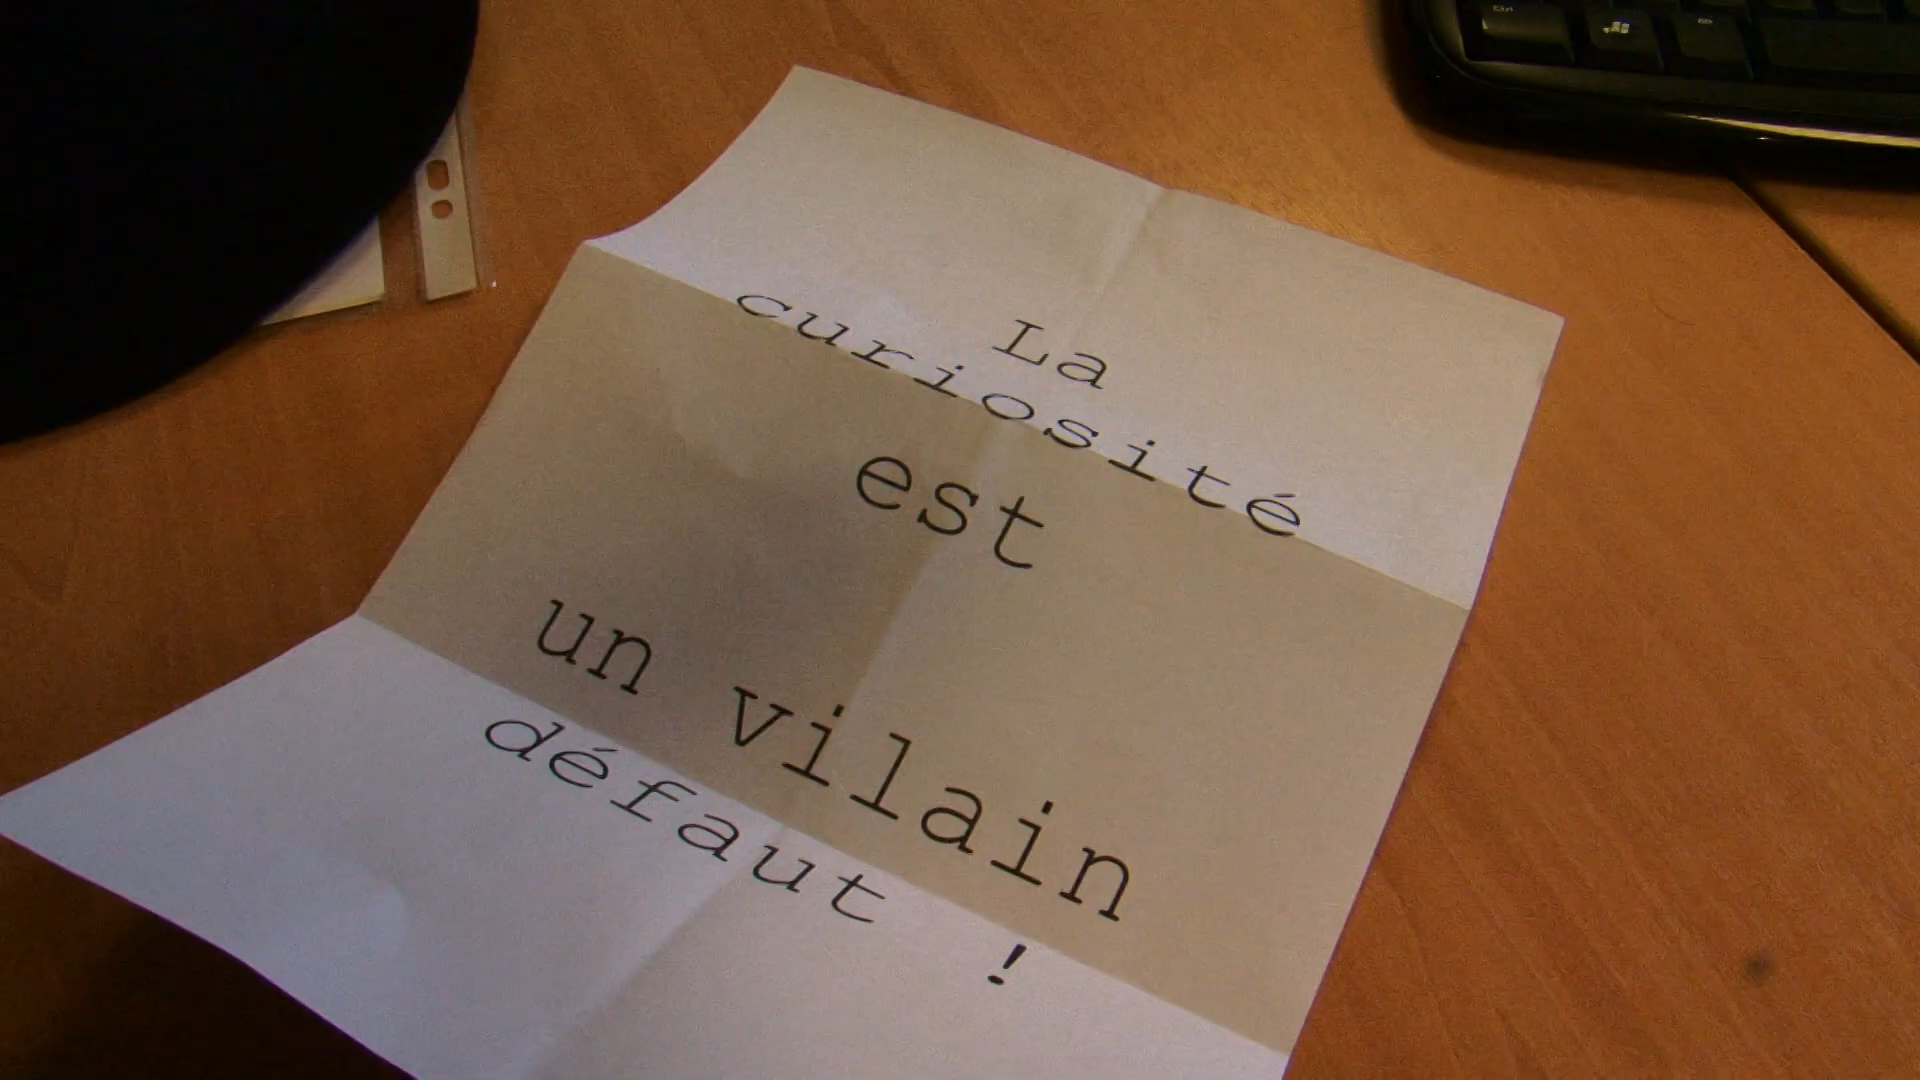 La
curiosité
est
un vilain
défaut !